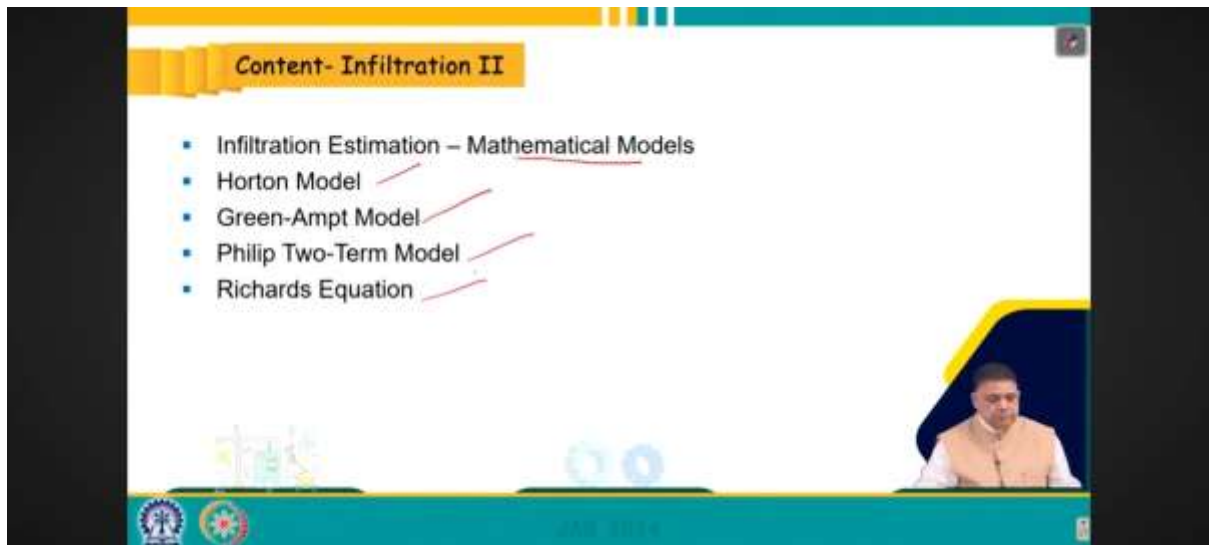 Content- Infiltration II
▪ Infiltration Estimation – Mathematical Models
▪ Horton Model
▪ Green-Ampt Model
▪ Philip Two-Term Model
▪ Richards Equation